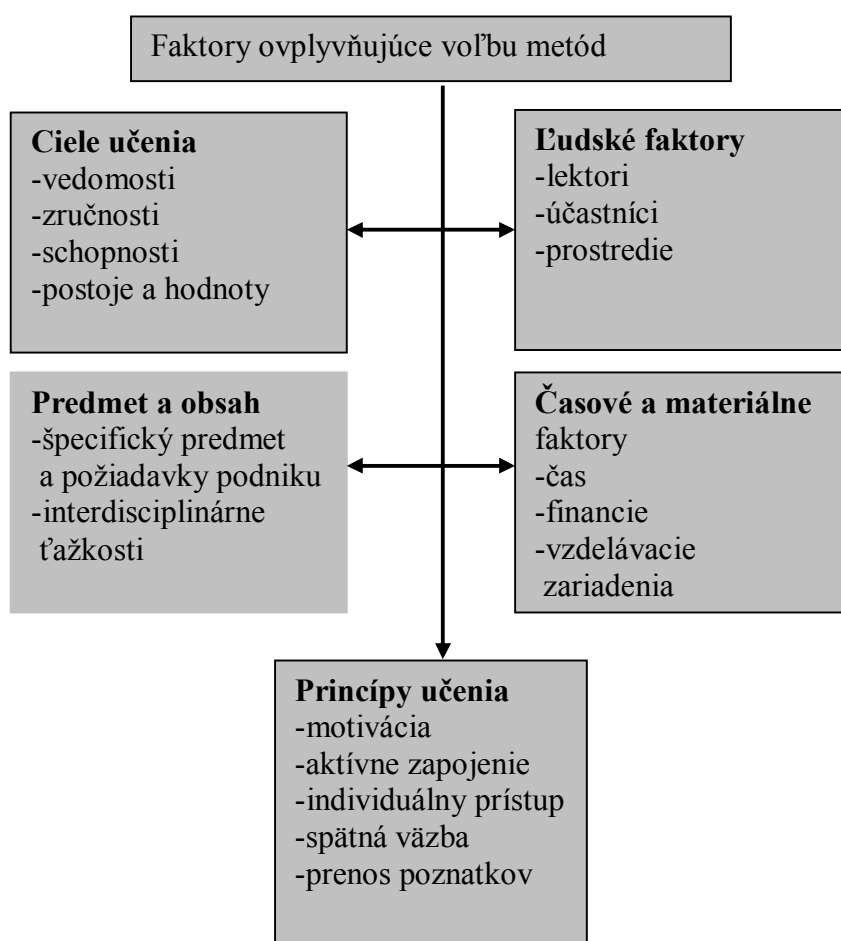 Faktory ovplyvňujúce voľbu metód
Ciele učenia
-vedomosti
-zručnosti
-schopnosti
-postoje a hodnoty
Ľudské faktory
-lektori
-účastníci
-prostredie
Predmet a obsah
-špecifický predmet
a požiadavky podniku
-interdisciplinárne
ťažkosti
Časové a materiálne
faktory
-čas
-financie
-vzdelávacie
zariadenia
Princípy učenia
-motivácia
-aktívne zapojenie
-individuálny prístup
-spätná väzba
-prenos poznatkov